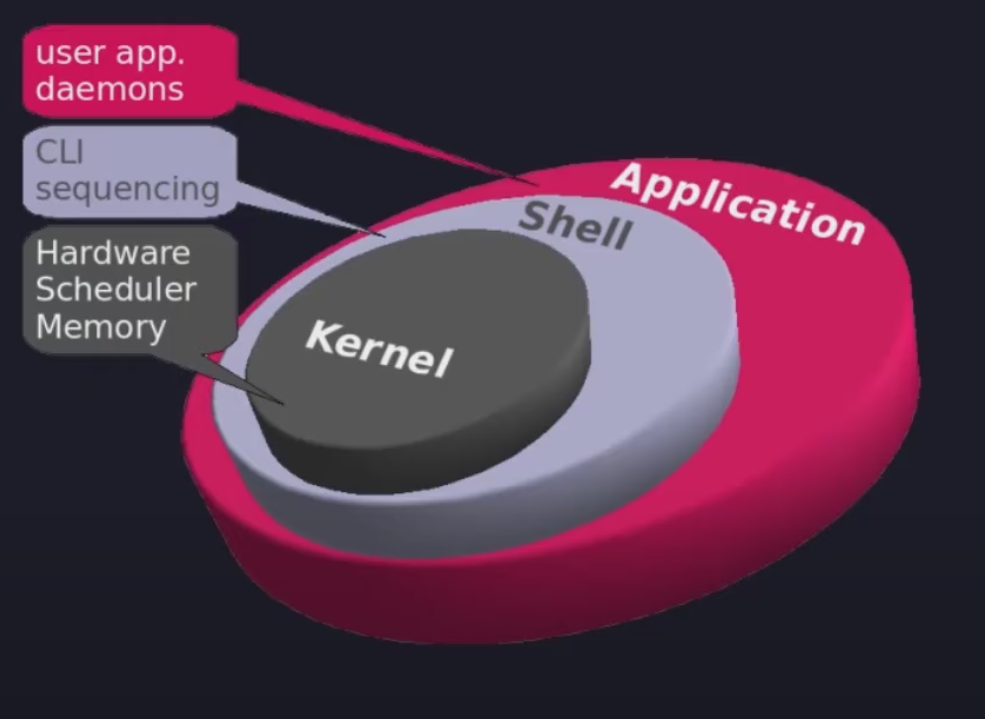 user app.
daemons
CLI
sequencing
Hardware
Scheduler
Memory
Application
Shell
Kernel